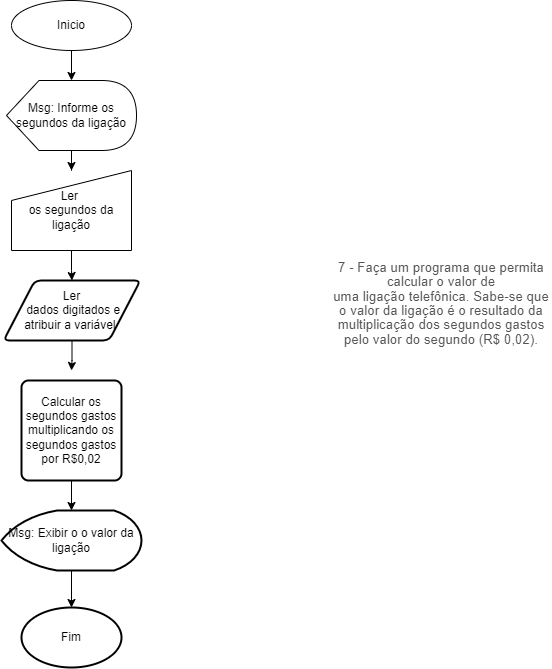 Inicio
Msg: Informe os
segundos da ligação
Ler
os segundos da
ligação
Ler
dados digitados e
atribuir a variável
Calcular os
segundos gastos
multiplicando os
segundos gastos
por R$0,02
Msg: Exibir o o valor da
ligação
Fim
7 - Faça um programa que permita
calcular o valor de
uma ligação telefônica. Sabe-se que
o valor da ligação é o resultado da
multiplicação dos segundos gastos
pelo valor do segundo (R$ 0,02).